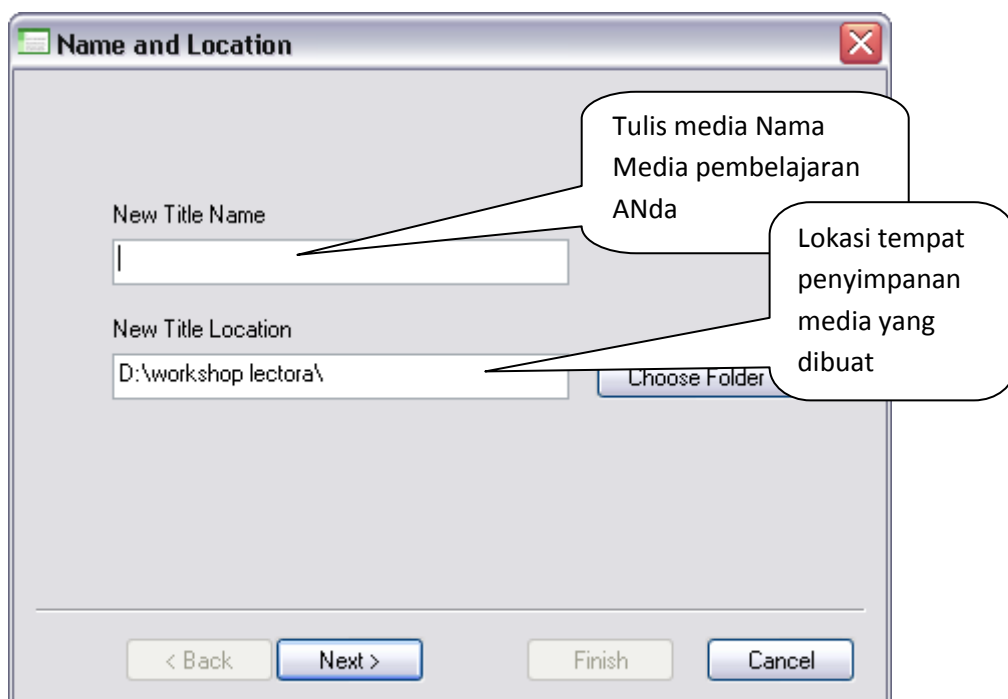 Name and Location
Tulis media Nama
Media pembelajaran
ANda
New Title Name
Lokasi tempat
penyimpanan
media yang
dibuat
New Title Location
D:\workshop lectora\
Choose Folder
< Back
Next >
Finish
Cancel